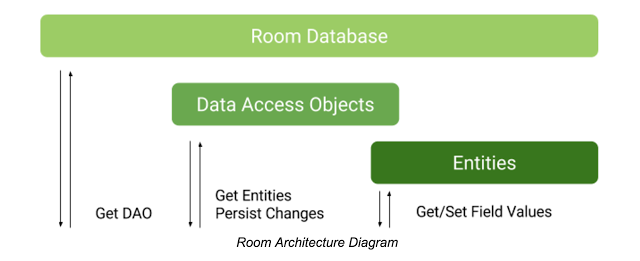 Room Database
Data Access Objects
Entities
Get DAO
Get Entities
Persist Changes
Get/Set Field Values
Room Architecture Diagram